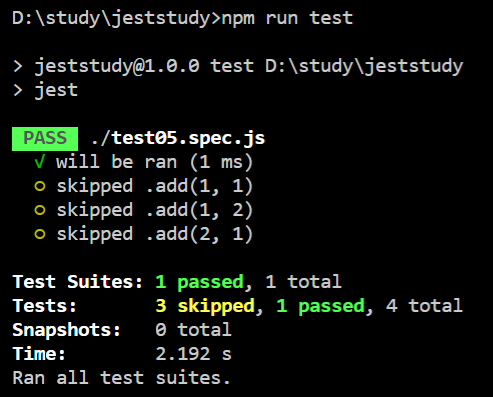 D:\study\jeststudy>npm run test
> jeststudy@1.0.0 test D:\study\jeststudy
> jest
PASS ./test05.spec.js
√ will be ran (1 ms)
○ skipped .add(1, 1)
○ skipped .add(1, 2)
○ skipped .add(2, 1)
Test Suites: 1 passed, 1 total
Tests: 3 skipped, 1 passed, 4 total
Snapshots: 0 total
Time: 2.192 s
Ran all test suites.